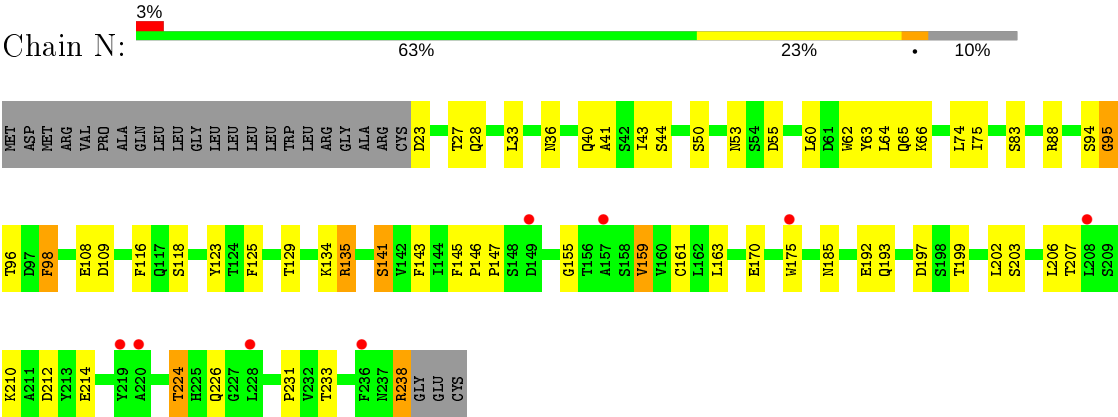 3%
Chain N:
63% 23% • 10%
MET ASP MET ARG VAL PRO ALA GLN LEU LEU GLY LEU LEU LEU LEU TRP LEU ARG GLY ALA ARG CYS D23 T27 Q28 L33 N36 Q40 A41 S42 I43 S44 S50 N53 S54 D55 L60 D61 W62 Y63 L64 Q65 K66 L74 I75 S83 R88 S94 G95
T96 D97 F98 E108 D109 F116 Q117 S118 Y123 T124 F125 T129 K134 R135 S141 V142 F143 I144 F145 P146 P147 S148 D149 G155 T156 A157 S158 V159 V160 C161 L162 L163 E170 W175 N185 E192 Q193 D197 S198 T199 L202 S203 L206 T207 L208 S209
K210 A211 D212 Y213 E214 Y219 A220 T224 H225 Q226 G227 L228 P231 V232 T233 F236 N237 R238 GLY GLU CYS